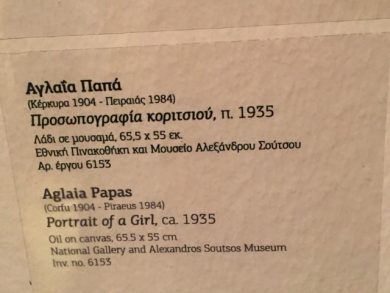 Αγλαΐα Παπά
(Κέρκυρα 1904 - Πειραιάς 1984)
Προσωπογραφία κοριτσιού, π. 1935
Λάδι σε μουσαμά, 65,5 x 55 εκ.
Εθνική Πινακοθήκη και Μουσείο Αλεξάνδρου Σούτσου
Αρ. έργου 6153
Aglaia Papas
(Corfu 1904 - Piraeus 1984)
Portrait of a Girl, ca. 1935
Oil on canvas, 65.5 x 55 cm
National Gallery and Alexandros Soutsos Museum
Inv. no. 6153